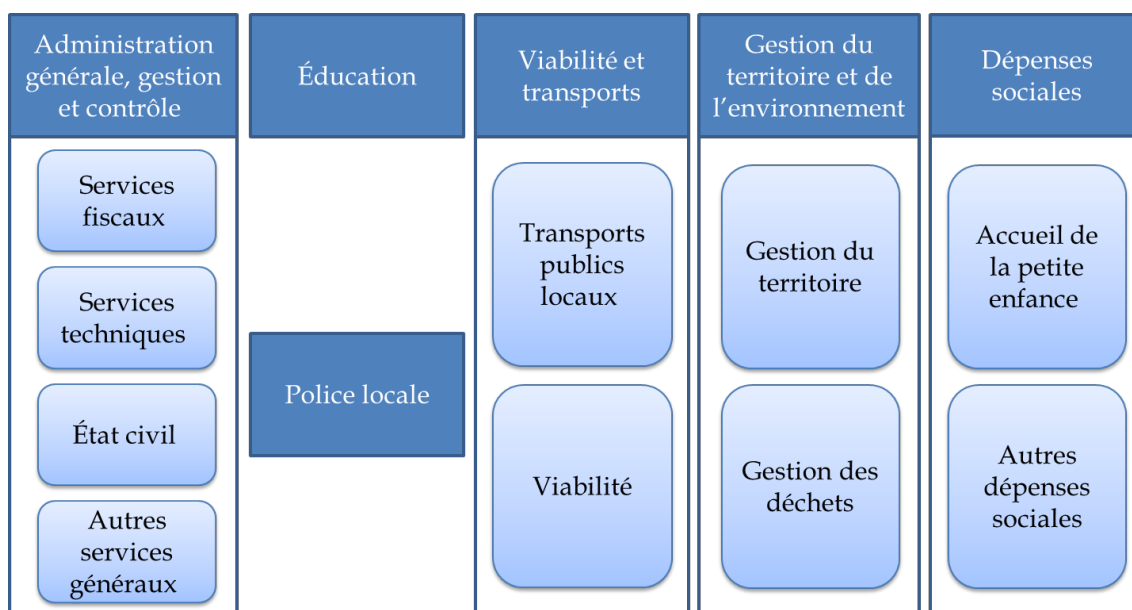 Administration
générale, gestion
et contrôle
Services
fiscaux
Services
techniques
État civil
Autres
services
généraux
Éducation
Police locale
Viabilité et
transports
Transports
publics
locaux
Viabilité
Gestion du
territoire et de
l’environnement
Gestion du
territoire
Gestion des
déchets
Dépenses
sociales
Accueil de
la petite
enfance
Autres
dépenses
sociales